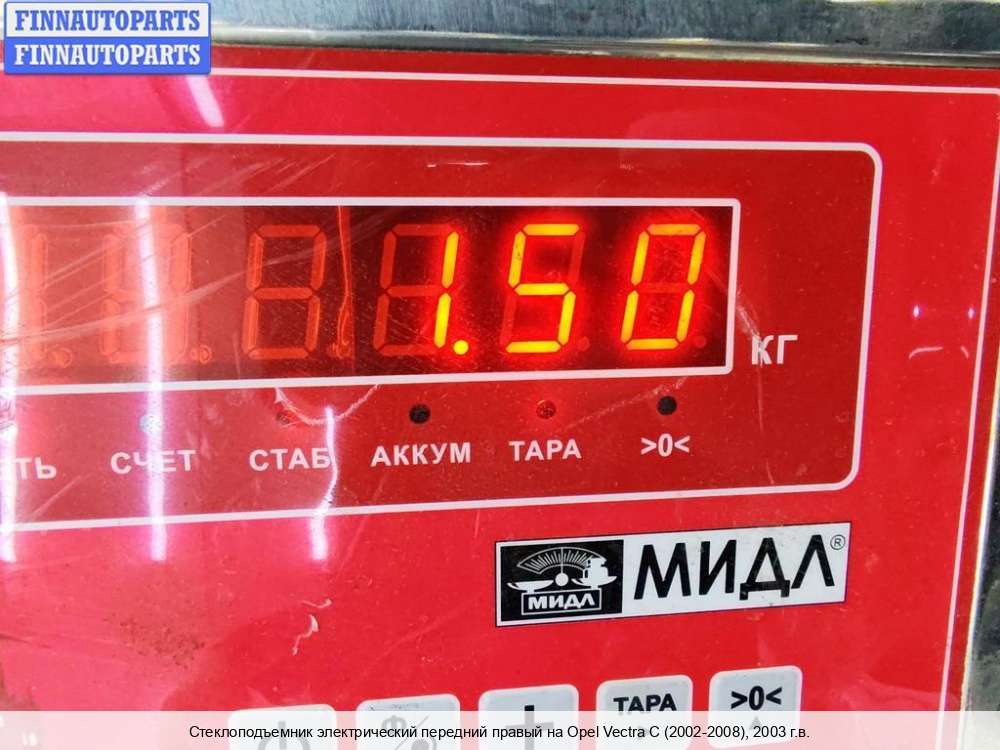 FINNAUTOPARTS
FINNAUTOPARTS
1.50
КГ
СЧЕТ СТАБ АККУМ ТАРА >0<
МИДЛ МИДЛ®
ТАРА >0<
Стеклоподъемник электрический передний правый на Opel Vectra C (2002-2008), 2003 г.в.